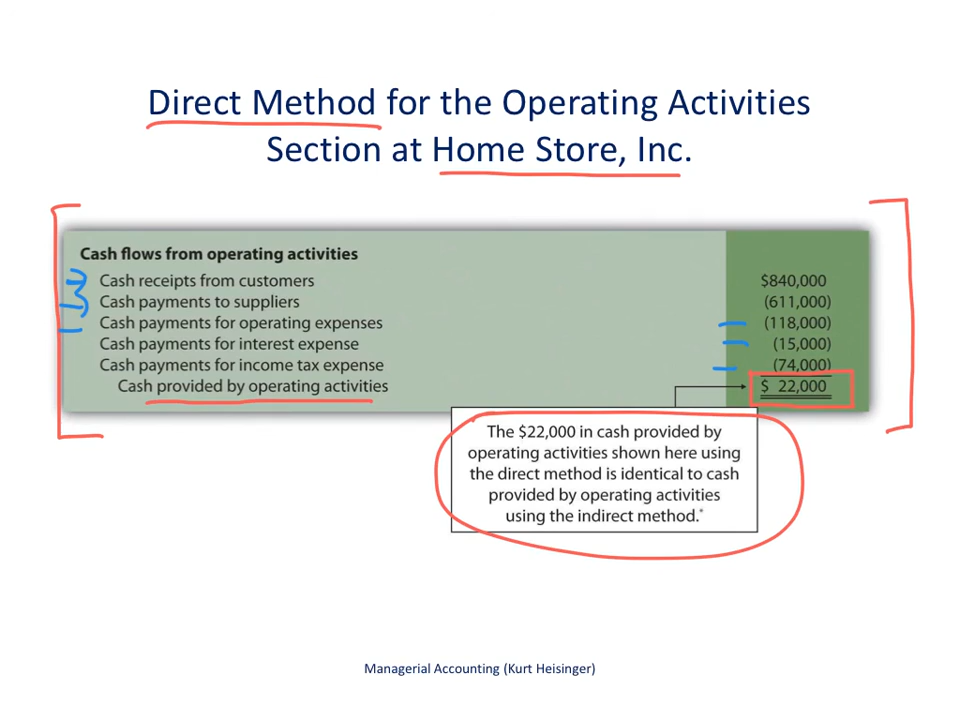 Direct Method for the Operating Activities
Section at Home Store, Inc.
Cash flows from operating activities
Cash receipts from customers $840,000
Cash payments to suppliers (611,000)
Cash payments for operating expenses (118,000)
Cash payments for interest expense (15,000)
Cash payments for income tax expense (74,000)
Cash provided by operating activities $ 22,000
The $22,000 in cash provided by
operating activities shown here using
the direct method is identical to cash
provided by operating activities
using the indirect method.*
Managerial Accounting (Kurt Heisinger)